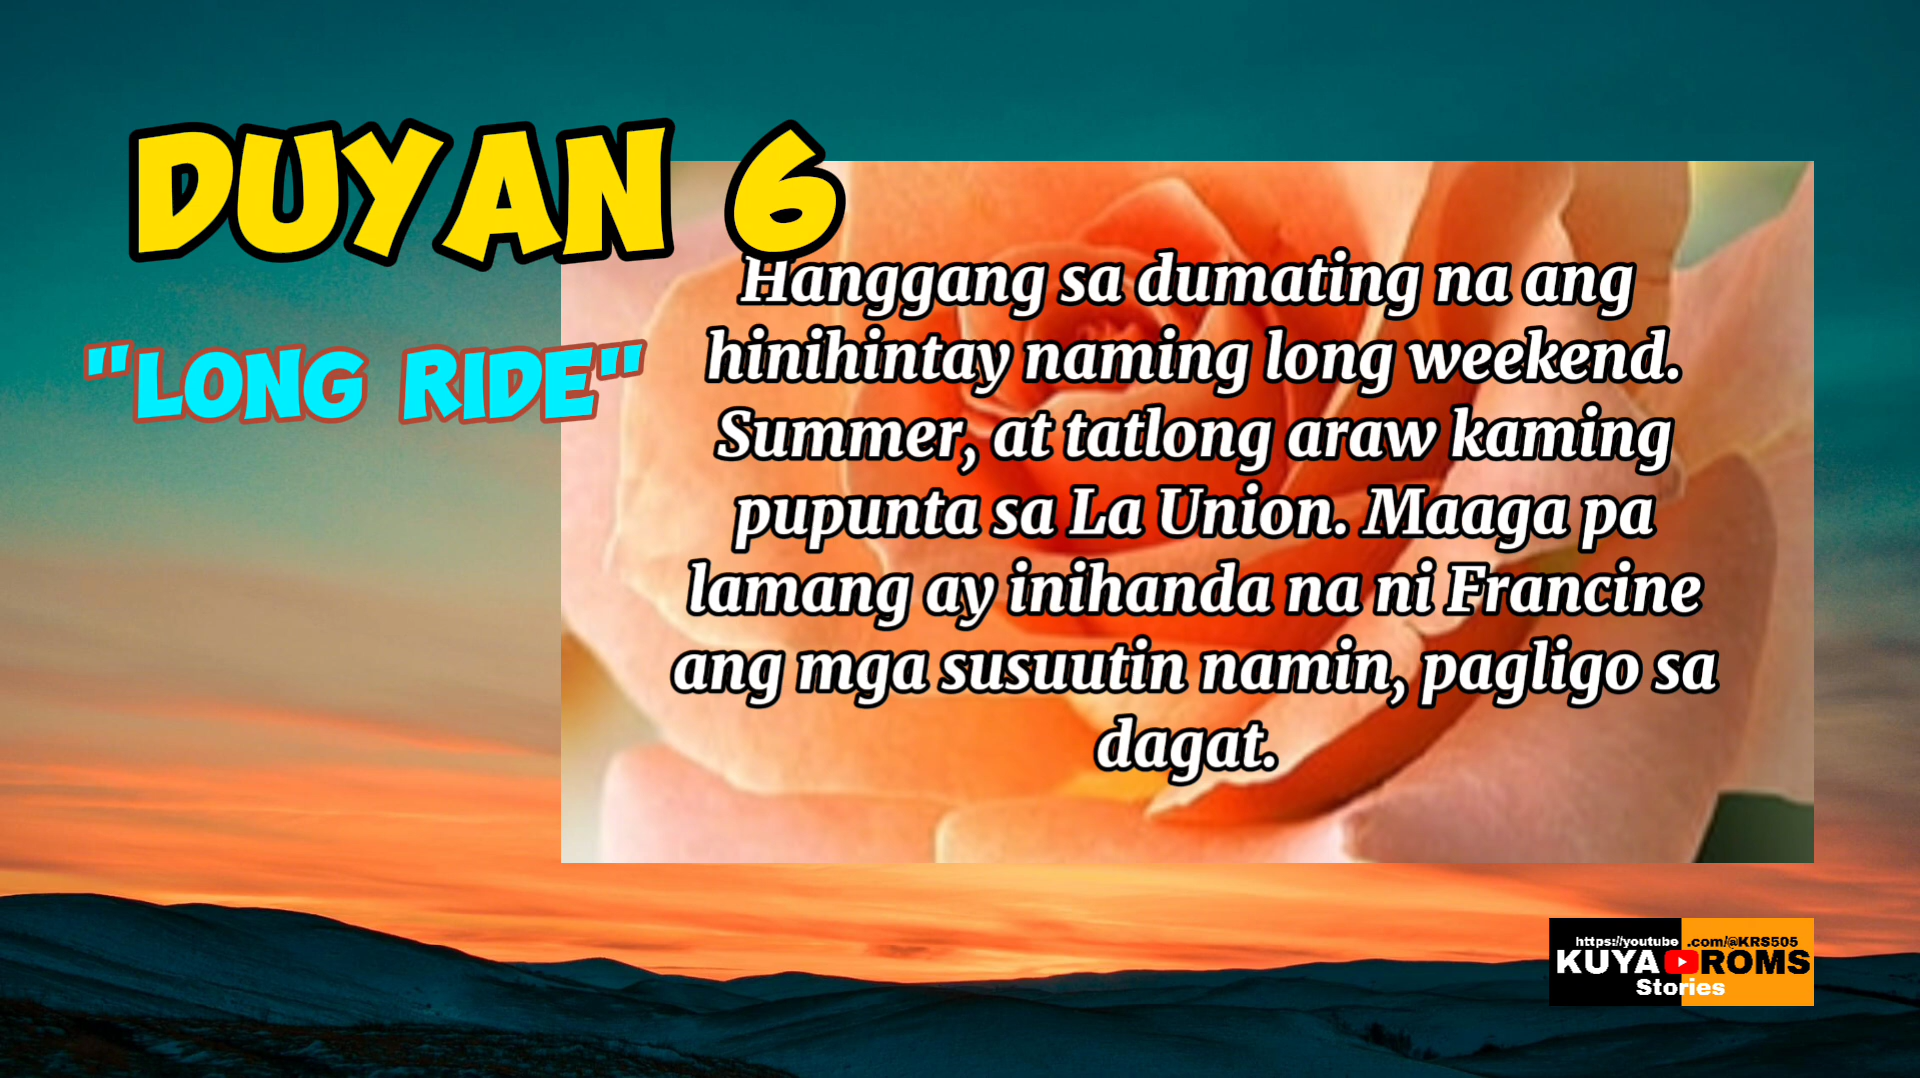 DUYAN 6
"LONG RIDE"
Hanggang sa dumating na ang
hinihintay naming long weekend.
Summer, at tatlong araw kaming
pupunta sa La Union. Maaga pa
lamang ay inihanda na ni Francine
ang mga susuutin namin, pagligo sa
dagat.
https://youtube.com/@KRS505
KUYA ROMS
Stories